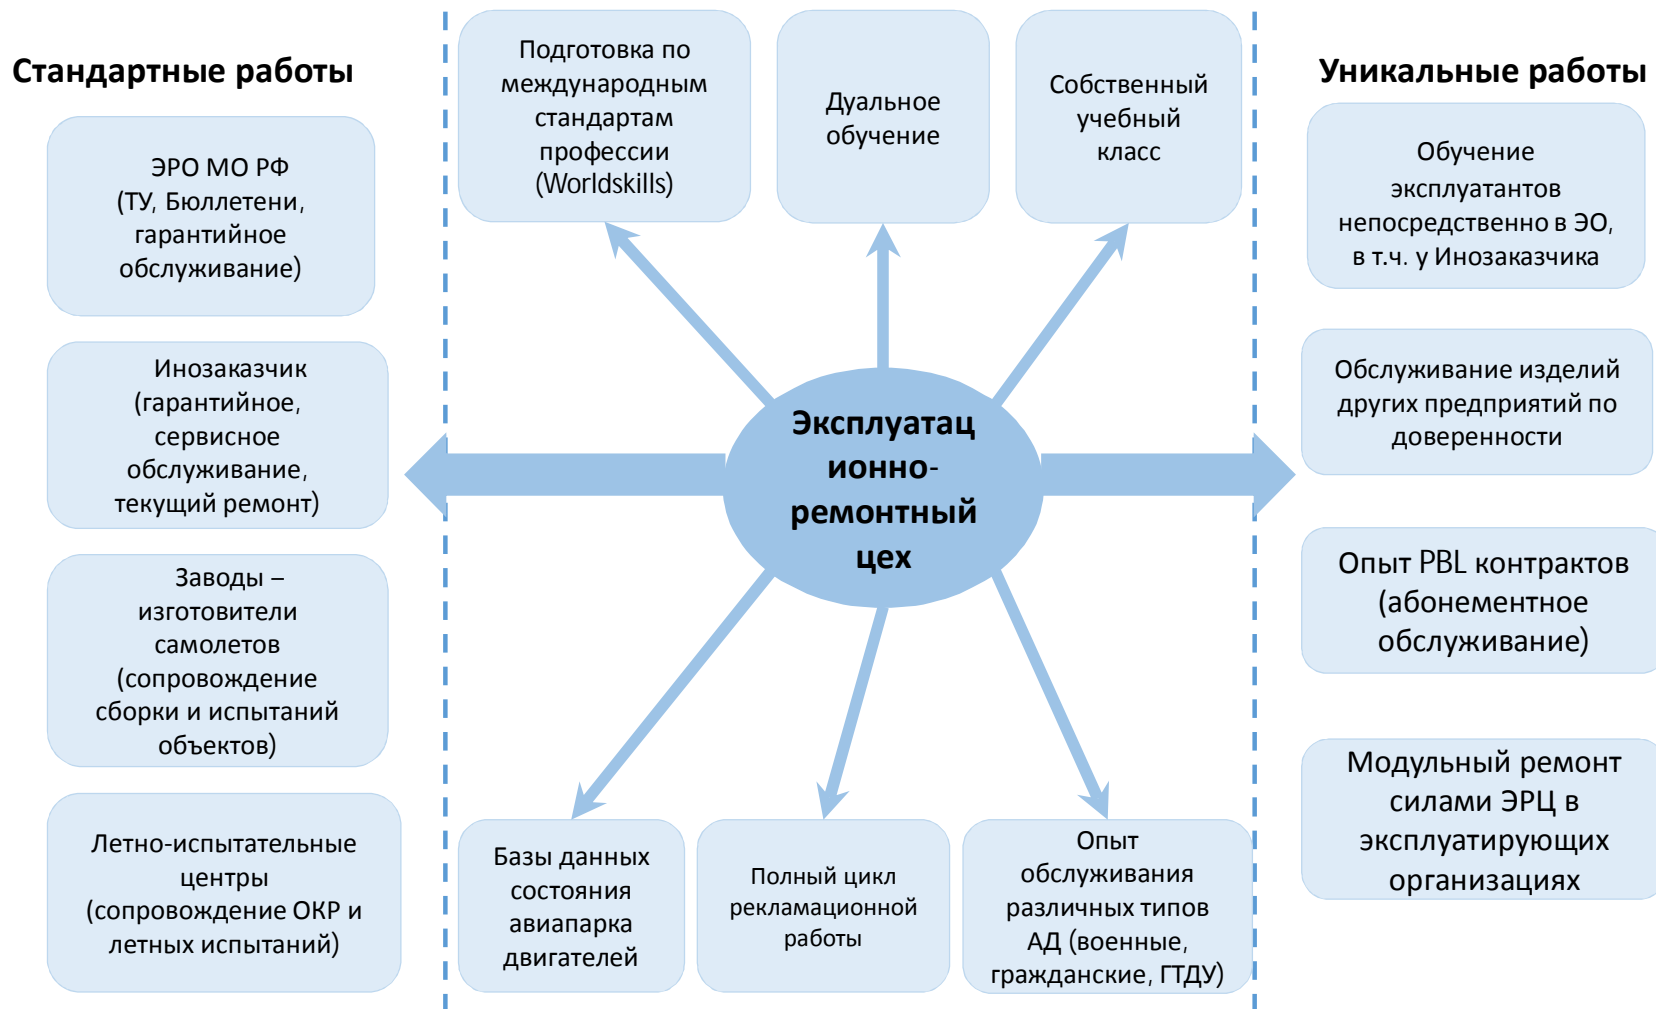 Стандартные работы
ЭРО МО РФ
(ТУ, Бюллетени,
гарантийное
обслуживание)
Инозаказчик
(гарантийное,
сервисное
обслуживание,
текущий ремонт)
Заводы –
изготовители
самолетов
(сопровождение
сборки и испытаний
объектов)
Летно-испытательные
центры
(сопровождение ОКР и
летных испытаний)
Подготовка по
международным
стандартам
профессии
(Worldskills)
Дуальное
обучение
Собственный
учебный
класс
Эксплуатац
ионно-
ремонтный
цех
Базы данных
состояния
авиапарка
двигателей
Полный цикл
рекламационной
работы
Опыт
обслуживания
различных типов
АД (военные,
гражданские, ГТДУ)
Уникальные работы
Обучение
эксплуатантов
непосредственно в ЭО,
в т.ч. у Инозаказчика
Обслуживание изделий
других предприятий по
доверенности
Опыт PBL контрактов
(абонементное
обслуживание)
Модульный ремонт
силами ЭРЦ в
эксплуатирующих
организациях